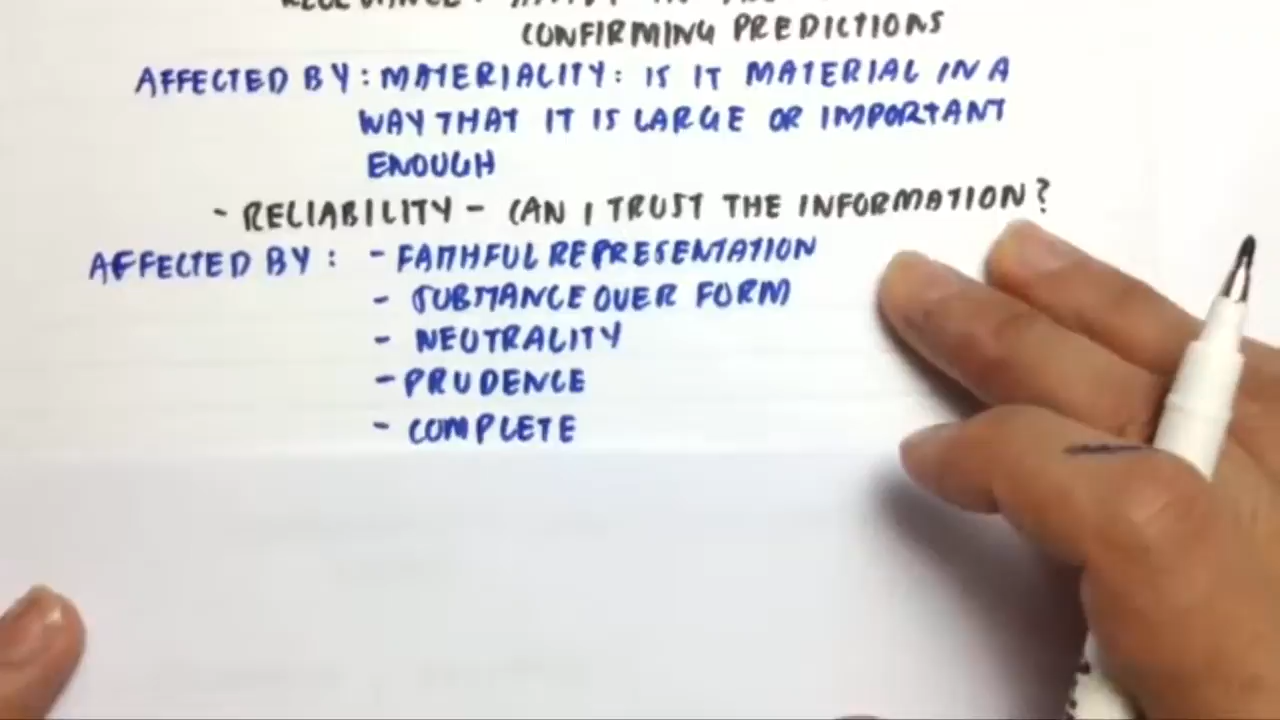 CONFIRMING PREDICTIONS
AFFECTED BY: MATERIALITY: IS IT MATERIAL IN A
WAY THAT IT IS LARGE OR IMPORTANT
ENOUGH
- RELIABILITY - CAN I TRUST THE INFORMATION?
AFFECTED BY: - FAITHFUL REPRESENTATION
- SUBSTANCE OVER FORM
- NEUTRALITY
- PRUDENCE
- COMPLETE